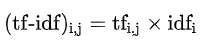 (tf-idf)i,j = tfi,j × idfi